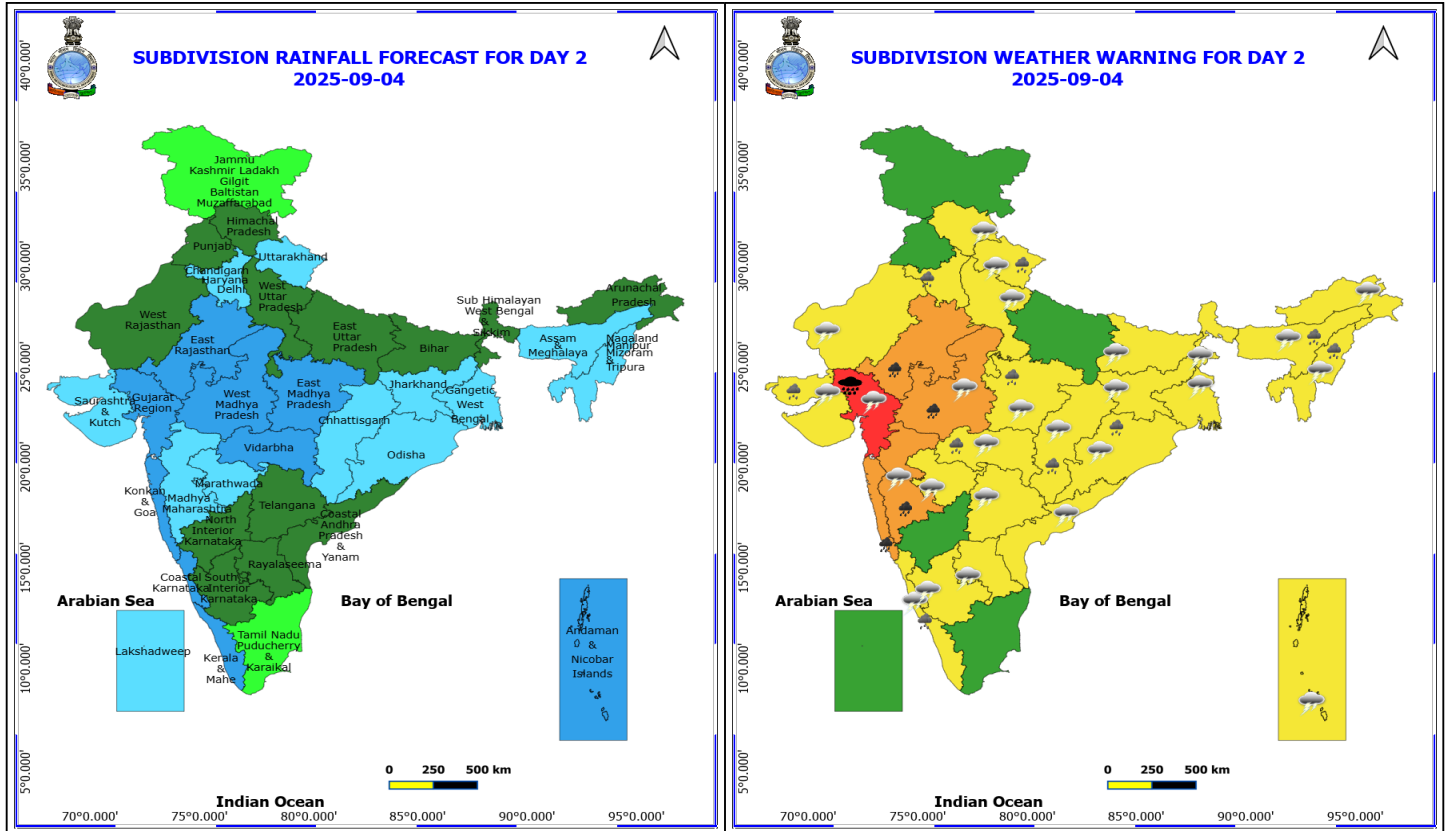 SUBDIVISION RAINFALL FORECAST FOR DAY 2
2025-09-04
40°0.000'
35°0.000'
30°0.000'
25°0.000'
20°0.000'
15°0.000'
10°0.000'
5°0.000'
Jammu
Kashmir Ladakh
Gilgit
Baltistan
Muzaffarabad
Himachal
Pradesh
Punjab
Uttarakhand
Chandigarh
Haryana
Delhi
West
Uttar
Pradesh
West
Rajasthan
East
Rajasthan
East
Uttar
Pradesh
Bihar
Sub Himalayan
West Bengal
&
Sikkim
Arunachal
Pradesh
Assam
&
Meghalaya
Nagaland
Manipur
Mizoram
&
Tripura
Saurashtra
&
Kutch
Gujarat
Region
West
Madhya
Pradesh
East
Madhya
Pradesh
Jharkhand
Gangetic
West
Bengal
Chhattisgarh
Odisha
Vidarbha
Konkan
&
Goa
Madhya
Maharashtra
Marathwada
Telangana
North
Interior
Karnataka
Coastal
Andhra
Pradesh
&
Yanam
Rayalaseema
Coastal
Karnataka
South
Interior
Karnataka
Arabian Sea
Bay of Bengal
Lakshadweep
Kerala
&
Mahe
Tamil Nadu
Puducherry
&
Karaikal
Andaman
&
Nicobar
Islands
0 250 500 km
Indian Ocean
70°0.000' 75°0.000' 80°0.000' 85°0.000' 90°0.000' 95°0.000'
SUBDIVISION WEATHER WARNING FOR DAY 2
2025-09-04
40°0.000'
35°0.000'
30°0.000'
25°0.000'
20°0.000'
15°0.000'
10°0.000'
5°0.000'
Arabian Sea
Bay of Bengal
0 250 500 km
Indian Ocean
70°0.000' 75°0.000' 80°0.000' 85°0.000' 90°0.000' 95°0.000'